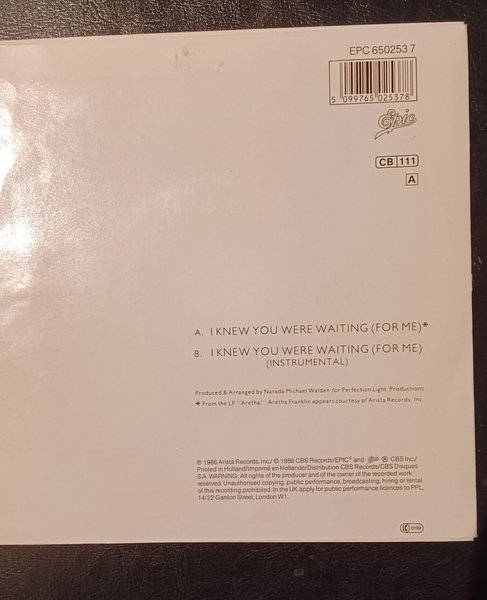 EPC 650253 7
5 099765 025378
Epic
CB 111
A
A. I KNEW YOU WERE WAITING (FOR ME)*
B. I KNEW YOU WERE WAITING (FOR ME)
(INSTRUMENTAL)
Produced & Arranged by Narada Michael Walden for Perfection Light Productions
* From the LP "Aretha" Aretha Franklin appears courtesy of Arista Records, Inc.
℗ 1986 Arista Records, Inc./ © 1986 CBS Records/EPIC® and Epic ® CBS Inc./
Printed in Holland/Imprimé en Hollande/Distribution CBS Records/CBS Disques
S.A. WARNING: All rights of the producer and of the owner of the recorded work
reserved. Unauthorised copying, public performance, broadcasting, hiring or rental
of this recording prohibited. In the UK apply for public performance licences to PPL,
14/22 Ganton Street, London W1.
LC 0199